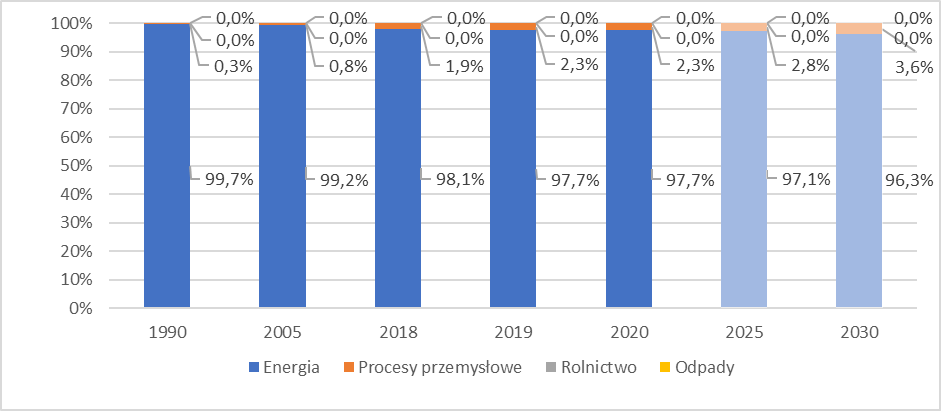 100% 0,0% 0,0% 0,0% 0,0% 0,0% 0,0% 0,0%
90% 0,0% 0,0% 0,0% 0,0% 0,0% 0,0% 0,0%
80% 0,3% 0,8% 1,9% 2,3% 2,3% 2,8% 3,6%
70%
60%
50%
40% 99,7% 99,2% 98,1% 97,7% 97,7% 97,1% 96,3%
30%
20%
10%
0%
1990 2005 2018 2019 2020 2025 2030
Energia Procesy przemysłowe Rolnictwo Odpady